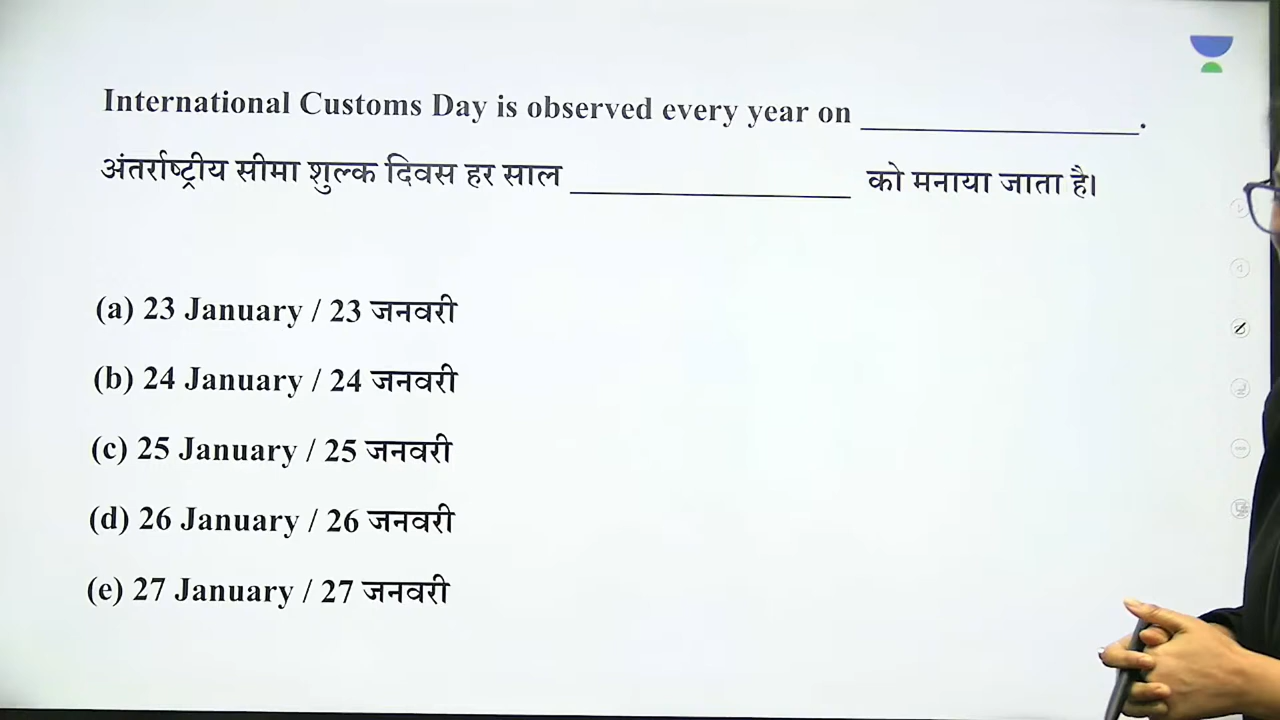 International Customs Day is observed every year on ________________.
अंतर्राष्ट्रीय सीमा शुल्क दिवस हर साल ________________ को मनाया जाता है।
(a) 23 January / 23 जनवरी
(b) 24 January / 24 जनवरी
(c) 25 January / 25 जनवरी
(d) 26 January / 26 जनवरी
(e) 27 January / 27 जनवरी